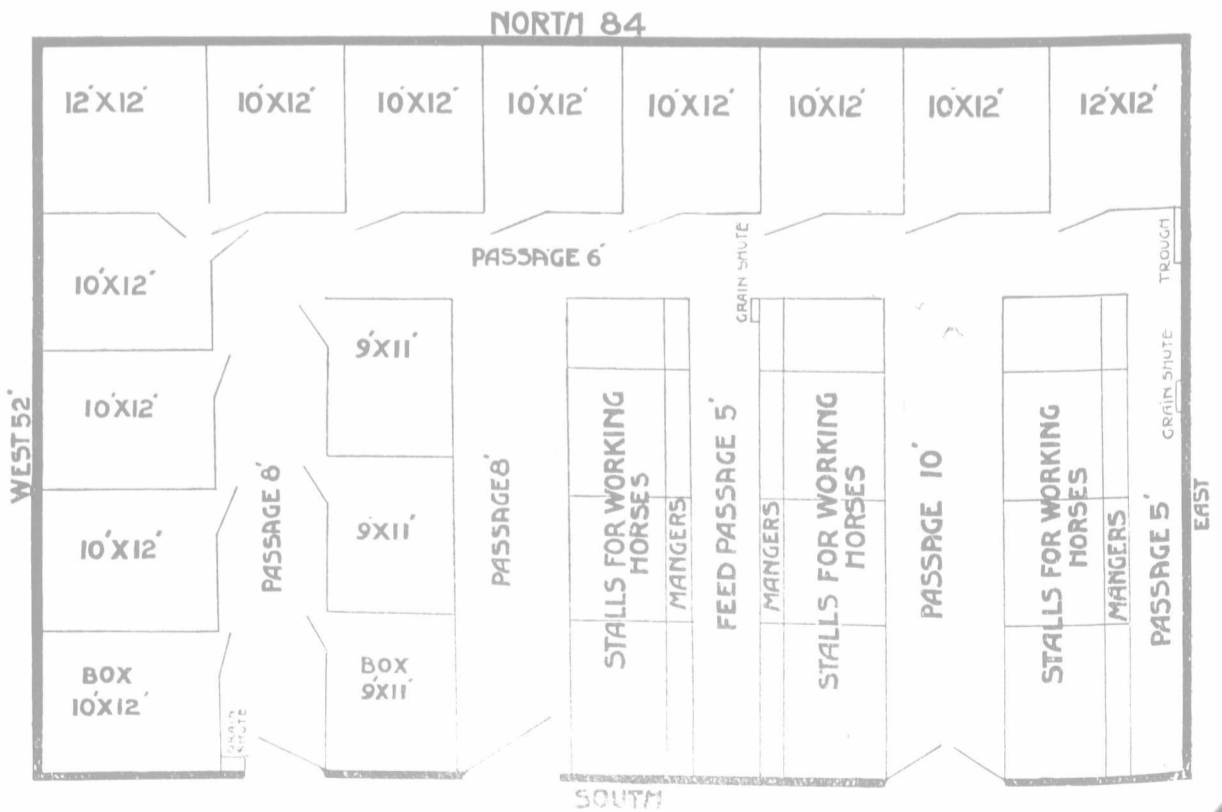 NORTH 84
12'X12'
10'X12'
10'X12'
10'X12'
10'X12'
10'X12'
10'X12'
12'X12'
PASSAGE 6'
GRAIN SHUTE
TROUGH
10'X12'
9'X11'
GRAIN SHUTE
10'X12'
WEST 52'
PASSAGE 8'
PASSAGE 8'
STALLS FOR WORKING
HORSES
MANGERS
FEED PASSAGE 5'
MANGERS
STALLS FOR WORKING
HORSES
PASSAGE 10'
STALLS FOR WORKING
HORSES
MANGERS
PASSAGE 5'
EAST
10'X12'
9'X11'
BOX
10'X12'
BOX
9'X11'
GRAIN
SHUTE
SOUTH